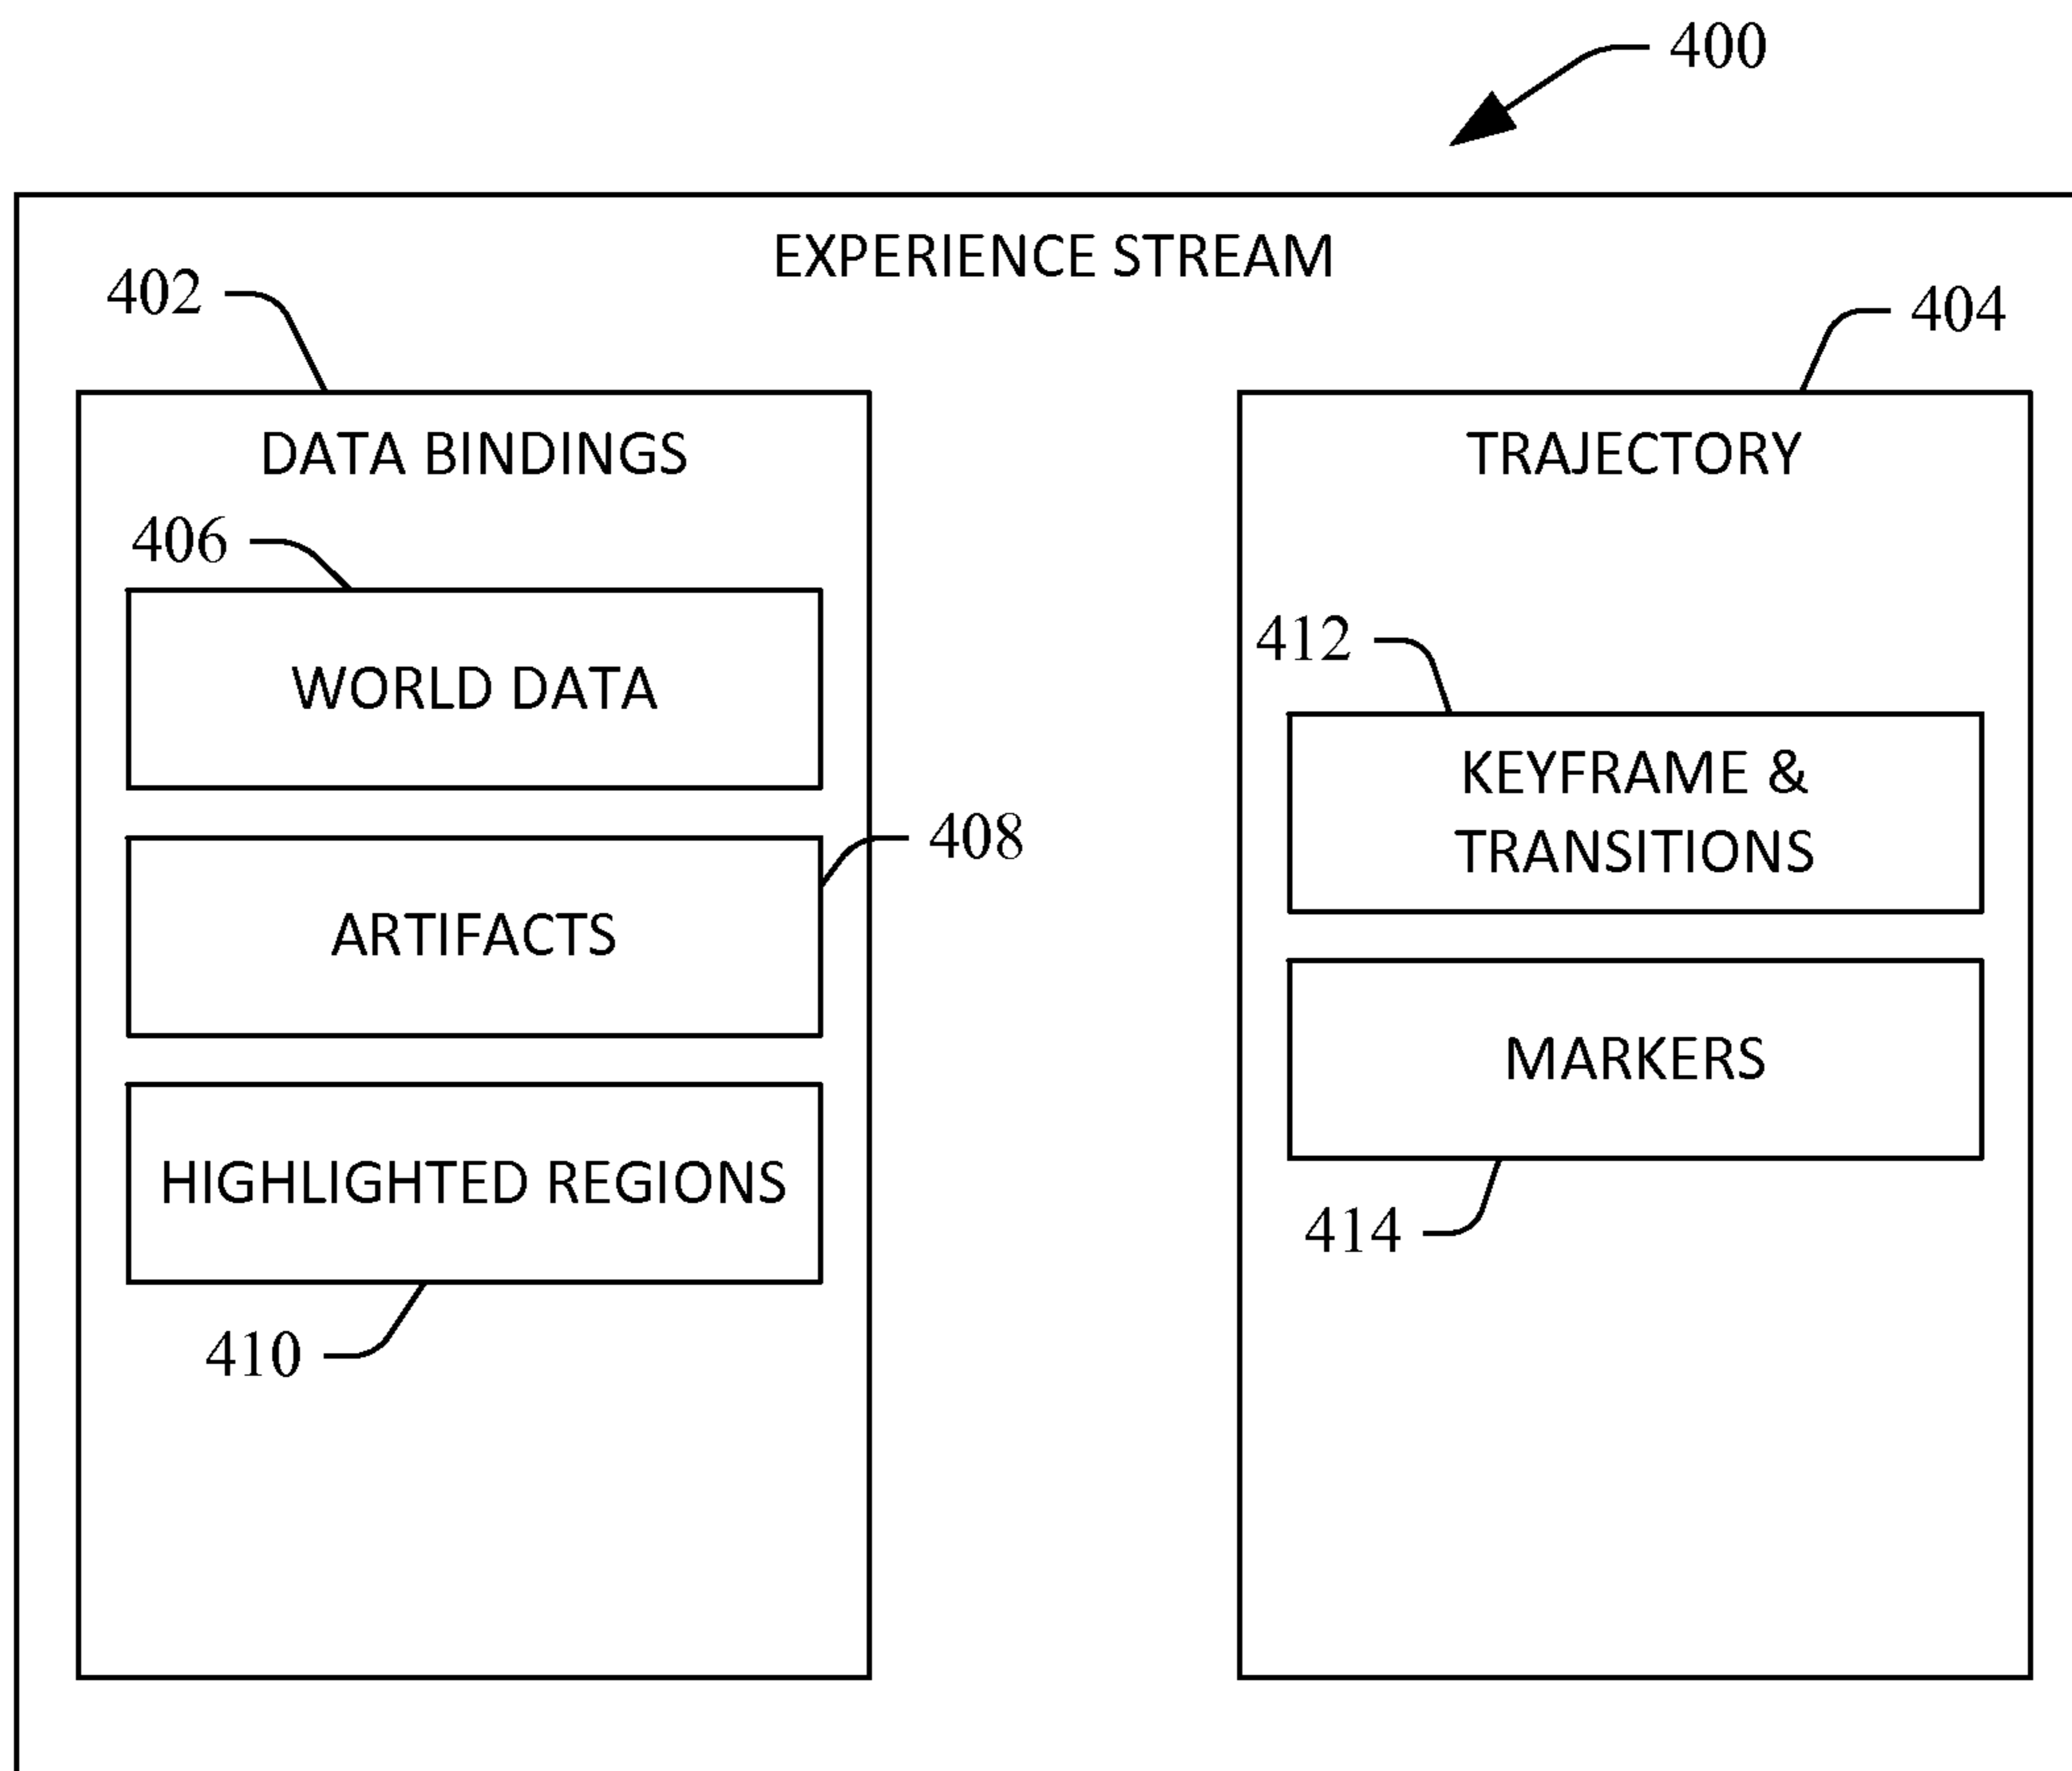 400
EXPERIENCE STREAM
402
404
DATA BINDINGS
TRAJECTORY
406
WORLD DATA
412
KEYFRAME &
TRANSITIONS
408
ARTIFACTS
MARKERS
HIGHLIGHTED REGIONS
414
410